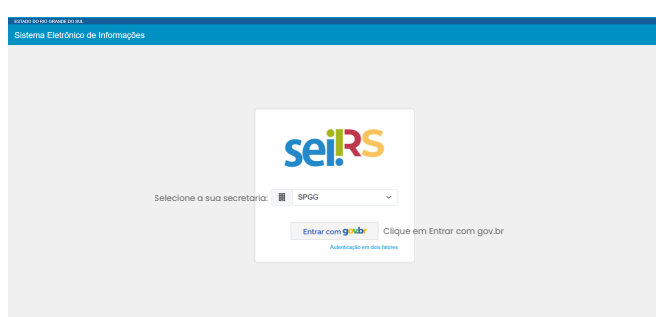 ESTADO DO RIO GRANDE DO SUL
Sistema Eletrônico de Informações
sei!RS
Selecione a sua secretaria: SPGG
Entrar com gov.br Clique em Entrar com gov.br
Autenticação em dois fatores